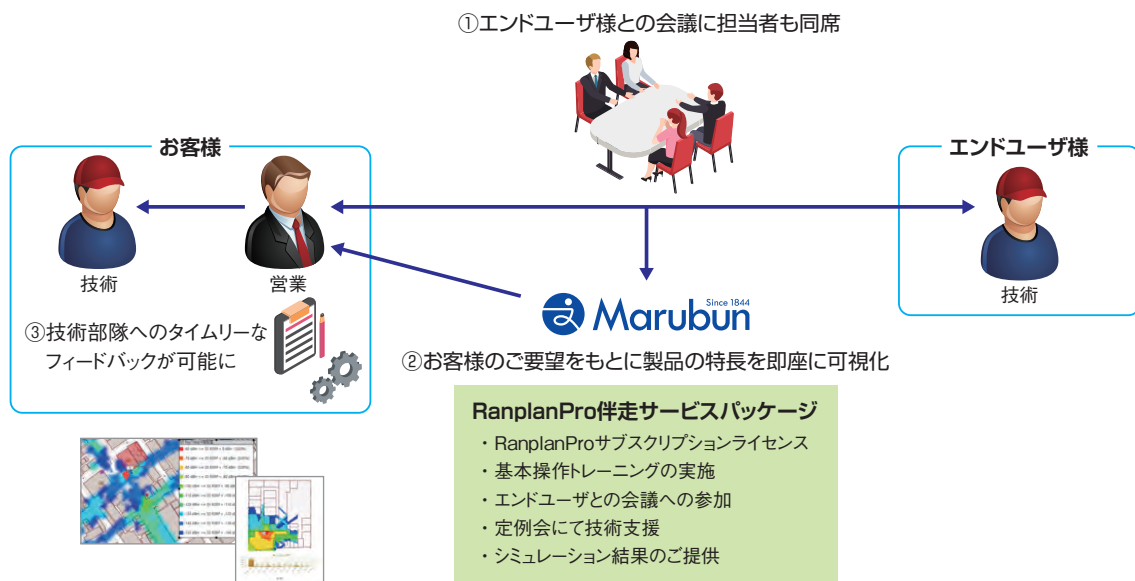 ①エンドユーザ様との会議に担当者も同席
お客様
エンドユーザ様
技術
営業
技術
③技術部隊へのタイムリーな
フィードバックが可能に
Since 1844
Marubun
②お客様のご要望をもとに製品の特長を即座に可視化
RanplanPro伴走サービスパッケージ
・RanplanProサブスクリプションライセンス
・基本操作トレーニングの実施
・エンドユーザとの会議への参加
・定例会にて技術支援
・シミュレーション結果のご提供